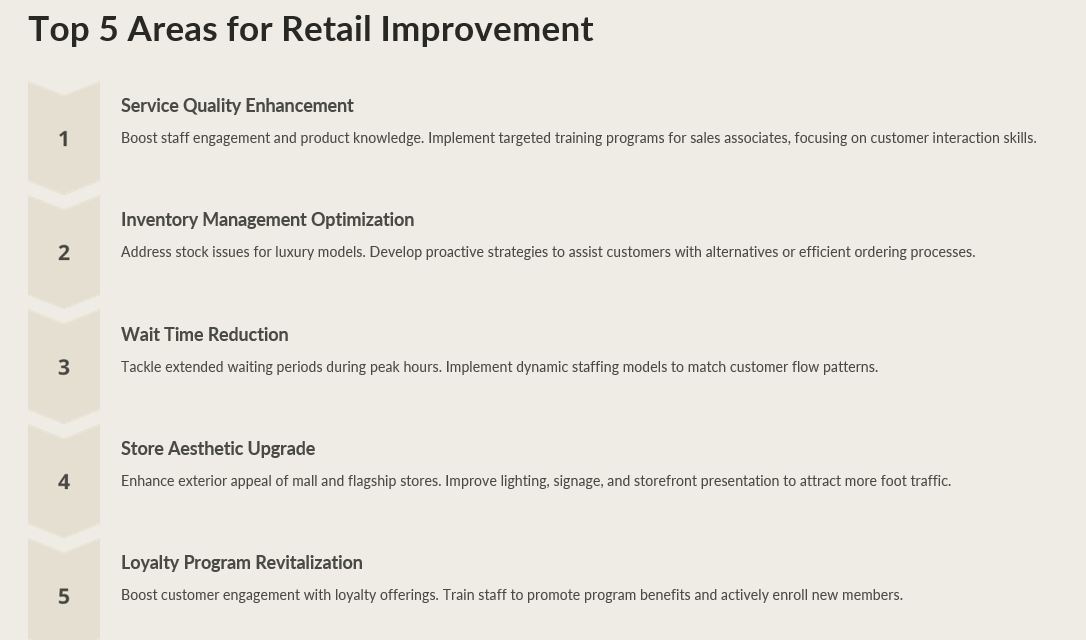 Top 5 Areas for Retail Improvement
1
Service Quality Enhancement
Boost staff engagement and product knowledge. Implement targeted training programs for sales associates, focusing on customer interaction skills.
2
Inventory Management Optimization
Address stock issues for luxury models. Develop proactive strategies to assist customers with alternatives or efficient ordering processes.
3
Wait Time Reduction
Tackle extended waiting periods during peak hours. Implement dynamic staffing models to match customer flow patterns.
4
Store Aesthetic Upgrade
Enhance exterior appeal of mall and flagship stores. Improve lighting, signage, and storefront presentation to attract more foot traffic.
5
Loyalty Program Revitalization
Boost customer engagement with loyalty offerings. Train staff to promote program benefits and actively enroll new members.